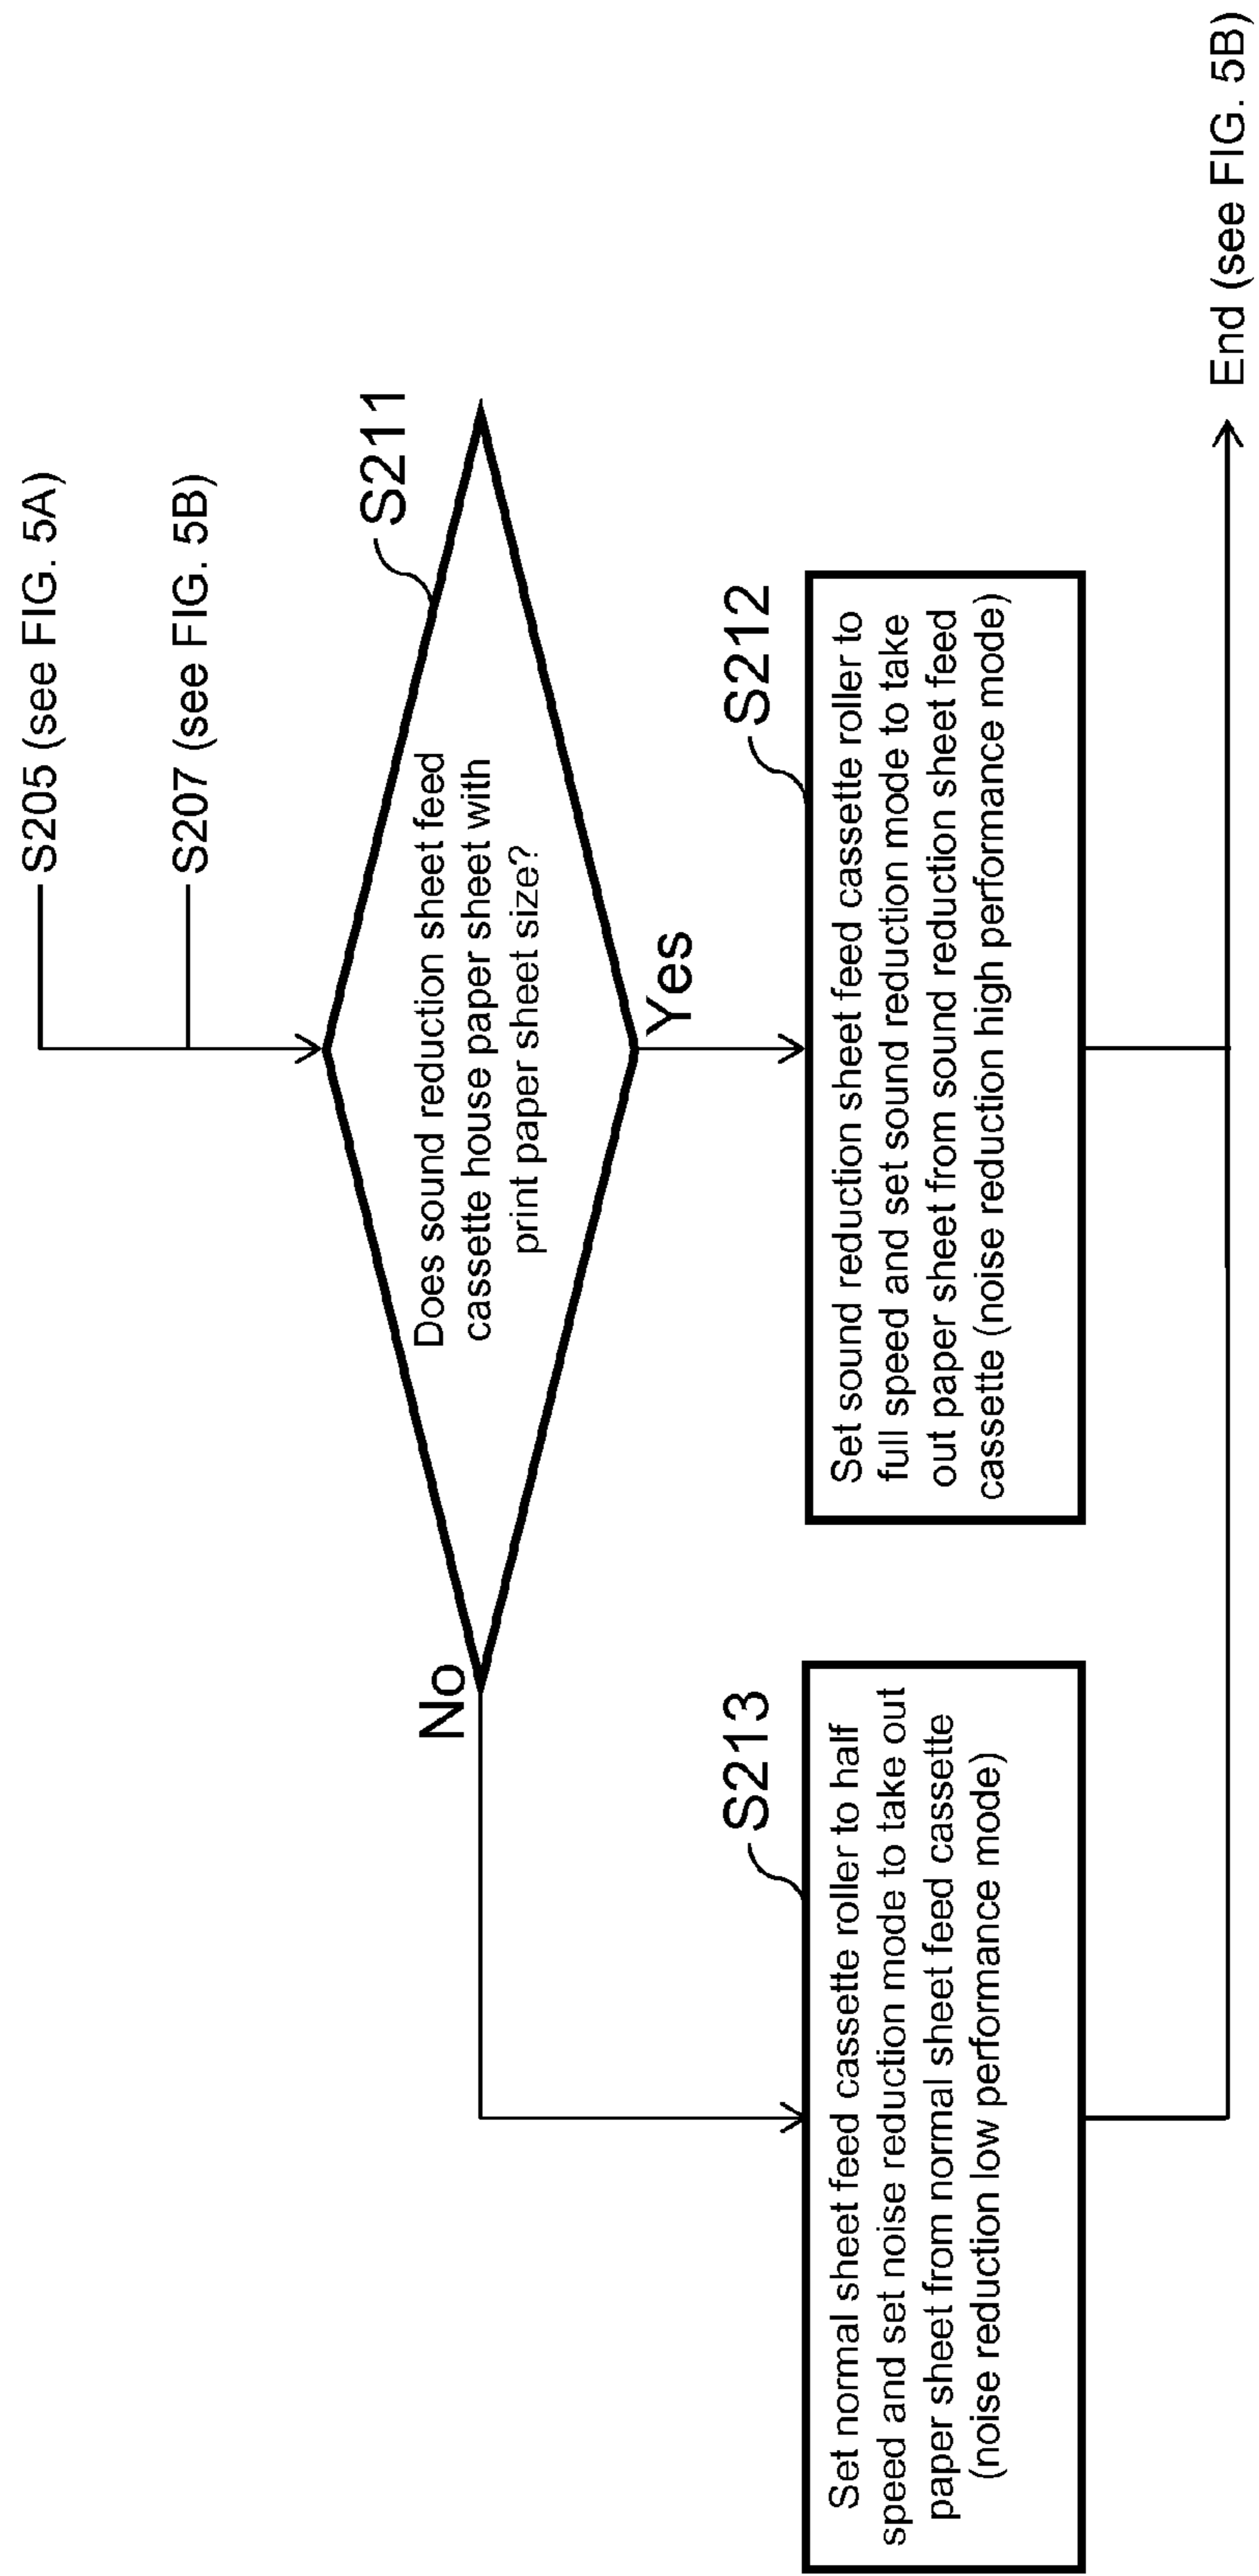 S205 (see FIG. 5A)
S207 (see FIG. 5B)
S211
Does sound reduction sheet feed
cassette house paper sheet with
print paper sheet size?
No
Yes
S213
Set normal sheet feed cassette roller to half
speed and set noise reduction mode to take out
paper sheet from normal sheet feed cassette
(noise reduction low performance mode)
S212
Set sound reduction sheet feed cassette roller to
full speed and set sound reduction mode to take
out paper sheet from sound reduction sheet feed
cassette (noise reduction high performance mode)
End (see FIG. 5B)